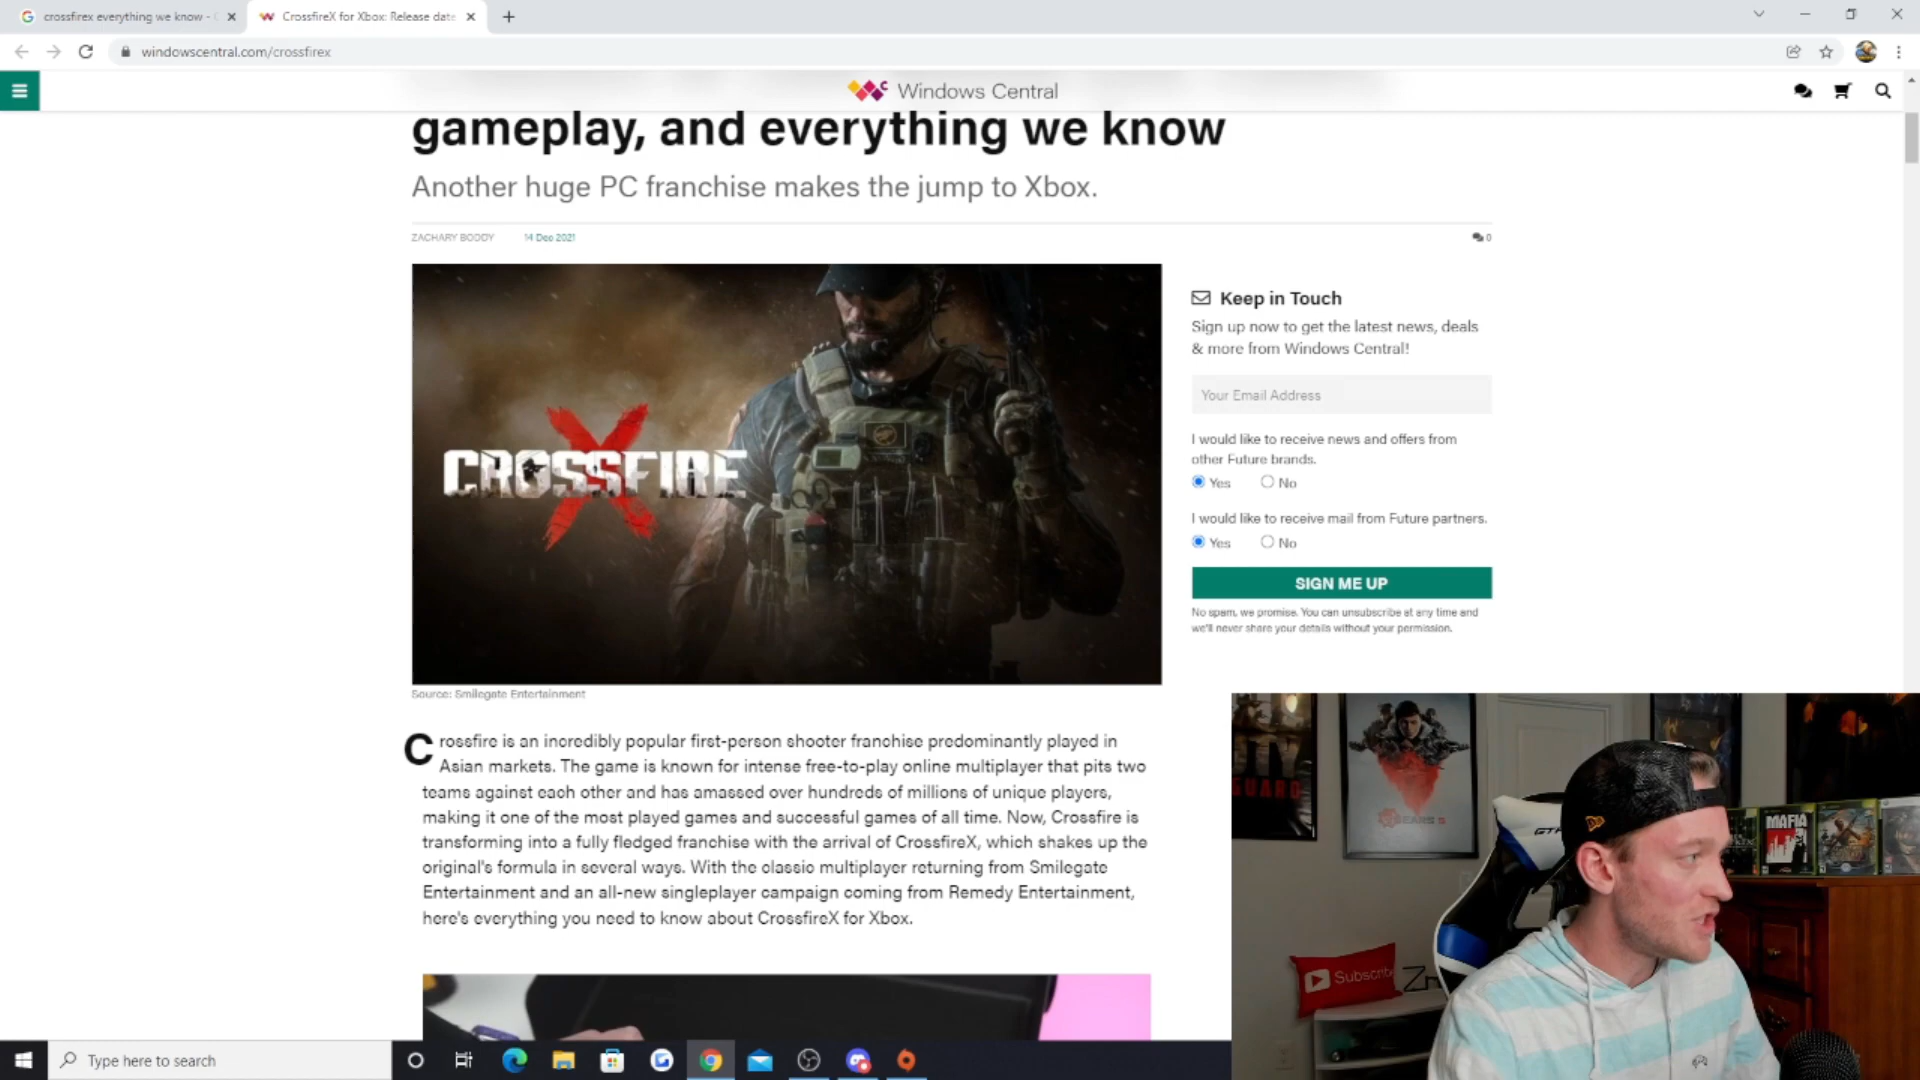 crossfirex everything we know -
CrossfireX for Xbox: Release date
windowscentral.com/crossfirex
Windows Central
gameplay, and everything we know
Another huge PC franchise makes the jump to Xbox.
ZACHARY BODDY 14 Dec 2021
0
CROSSFIRE X
Source: Smilegate Entertainment
Keep in Touch
Sign up now to get the latest news, deals
& more from Windows Central!
Your Email Address
I would like to receive news and offers from
other Future brands.
Yes No
I would like to receive mail from Future partners.
Yes No
SIGN ME UP
No spam, we promise. You can unsubscribe at any time and
we'll never share your details without your permission.
Crossfire is an incredibly popular first-person shooter franchise predominantly played in
Asian markets. The game is known for intense free-to-play online multiplayer that pits two
teams against each other and has amassed over hundreds of millions of unique players,
making it one of the most played games and successful games of all time. Now, Crossfire is
transforming into a fully fledged franchise with the arrival of CrossfireX, which shakes up the
original's formula in several ways. With the classic multiplayer returning from Smilegate
Entertainment and an all-new singleplayer campaign coming from Remedy Entertainment,
here's everything you need to know about CrossfireX for Xbox.
GEARS 5
MAFIA
Subscribe
Type here to search